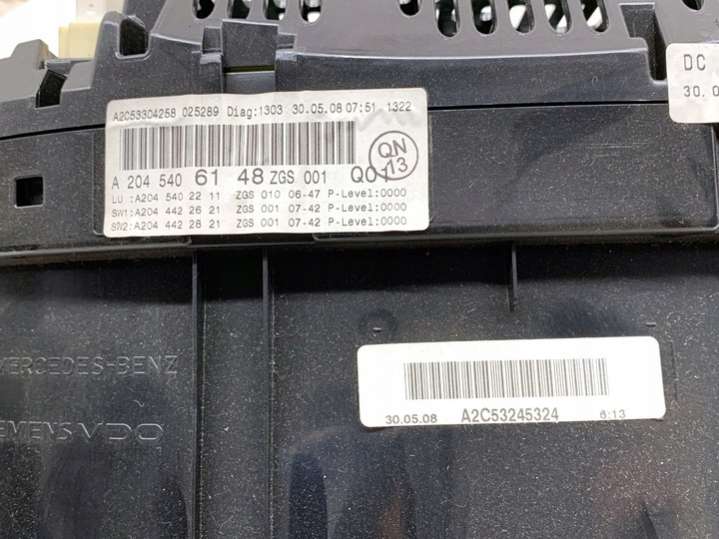 A2C53304258 025289 Diag:1303 30.05.08 07:51 1322
QN
13
A 204 540 61 48 ZGS 001 Q01
LU :A204 540 22 11 ZGS 010 06-47 P-Level:0000
SW1:A204 442 26 21 ZGS 001 07-42 P-Level:0000
SW2:A204 442 28 21 ZGS 001 07-42 P-Level:0000
DC
30.0
MERCEDES-BENZ
SIEMENS VDO
30.05.08 A2C53245324 6:13